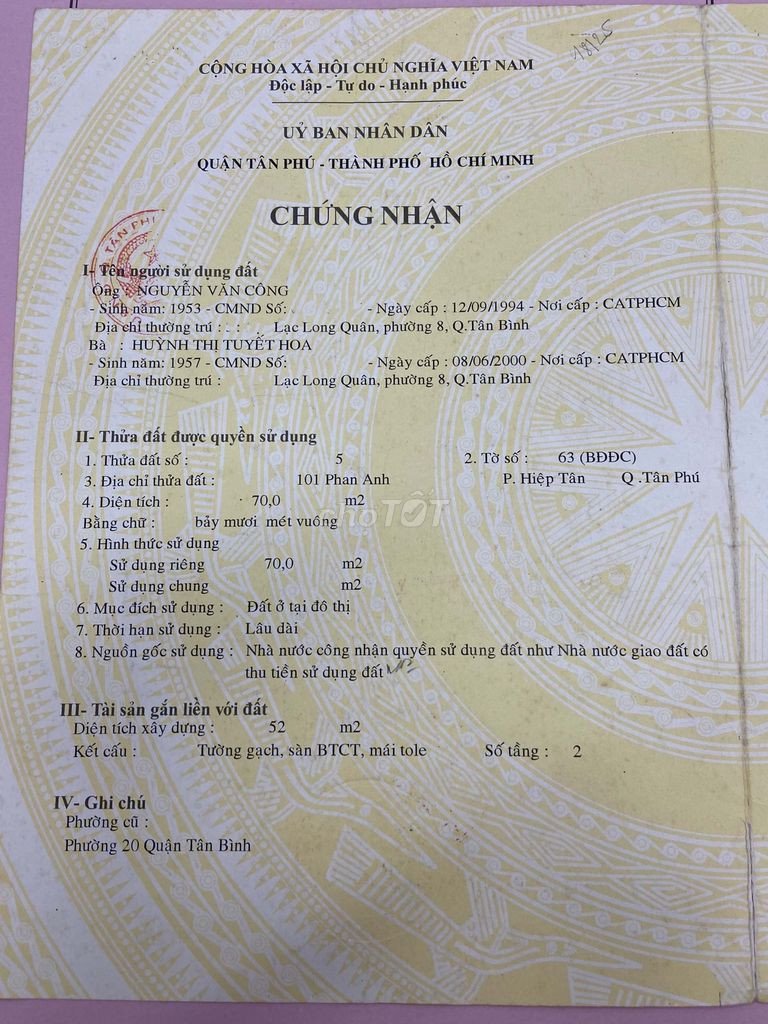 18125
CỘNG HÒA XÃ HỘI CHỦ NGHĨA VIỆT NAM
Độc lập - Tự do - Hạnh phúc
UỶ BAN NHÂN DÂN
QUẬN TÂN PHÚ - THÀNH PHỐ HỒ CHÍ MINH
CHỨNG NHẬN
TÂN PH
I- Tên người sử dụng đất
Ông : NGUYỄN VĂN CÔNG
- Sinh năm: 1953 - CMND Số: - Ngày cấp : 12/09/1994 - Nơi cấp : CATPHCM
Địa chỉ thường trú : Lạc Long Quân, phường 8, Q.Tân Bình
Bà : HUỲNH THỊ TUYẾT HOA
- Sinh năm: 1957 - CMND Số: - Ngày cấp : 08/06/2000 - Nơi cấp : CATPHCM
Địa chỉ thường trú : Lạc Long Quân, phường 8, Q.Tân Bình
II- Thửa đất được quyền sử dụng
1. Thửa đất số : 5 2. Tờ số : 63 (BĐĐC)
3. Địa chỉ thửa đất : 101 Phan Anh P. Hiệp Tân Q .Tân Phú
4. Diện tích : 70,0 m2
Bằng chữ : bảy mươi mét vuông
chợTỐT
5. Hình thức sử dụng
Sử dụng riêng 70,0 m2
Sử dụng chung m2
6. Mục đích sử dụng : Đất ở tại đô thị
7. Thời hạn sử dụng : Lâu dài
8. Nguồn gốc sử dụng : Nhà nước công nhận quyền sử dụng đất như Nhà nước giao đất có
thu tiền sử dụng đất
III- Tài sản gắn liền với đất
Diện tích xây dựng : 52 m2
Kết cấu : Tường gạch, sàn BTCT, mái tole Số tầng : 2
IV- Ghi chú
Phường cũ :
Phường 20 Quận Tân Bình